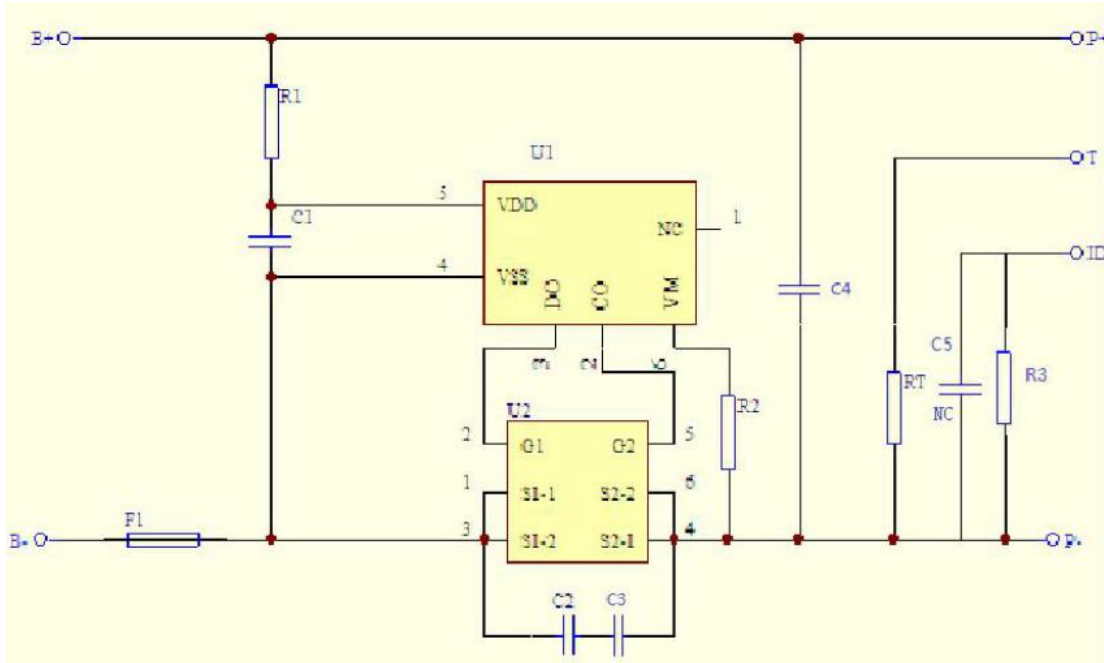 B+
P+
R1
T
U1
5
VDD
C1
NC
1
ID
4
VSS
DO
CO
VM
C4
C5
3
2
6
R3
RT
R2
NC
U2
2
G1
G2
5
1
S1-1
S2-2
6
F1
B-
3
S1-2
S2-1
4
P-
C2
C3